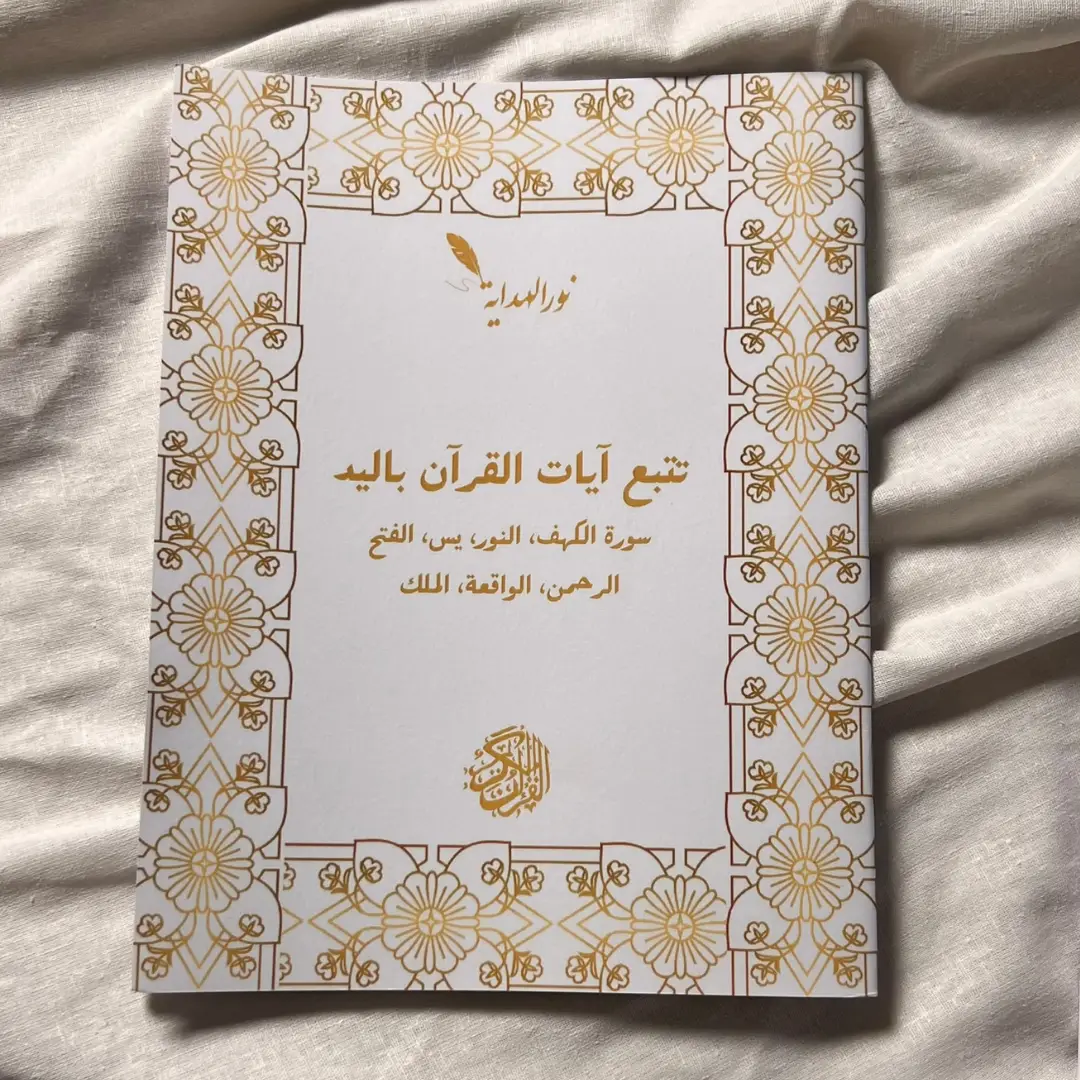 نور الهداية
تتبع آيات القرآن باليد
سورة الكهف، النور، يس، الفتح
الرحمن، الواقعة، الملك
القرآن الكريم